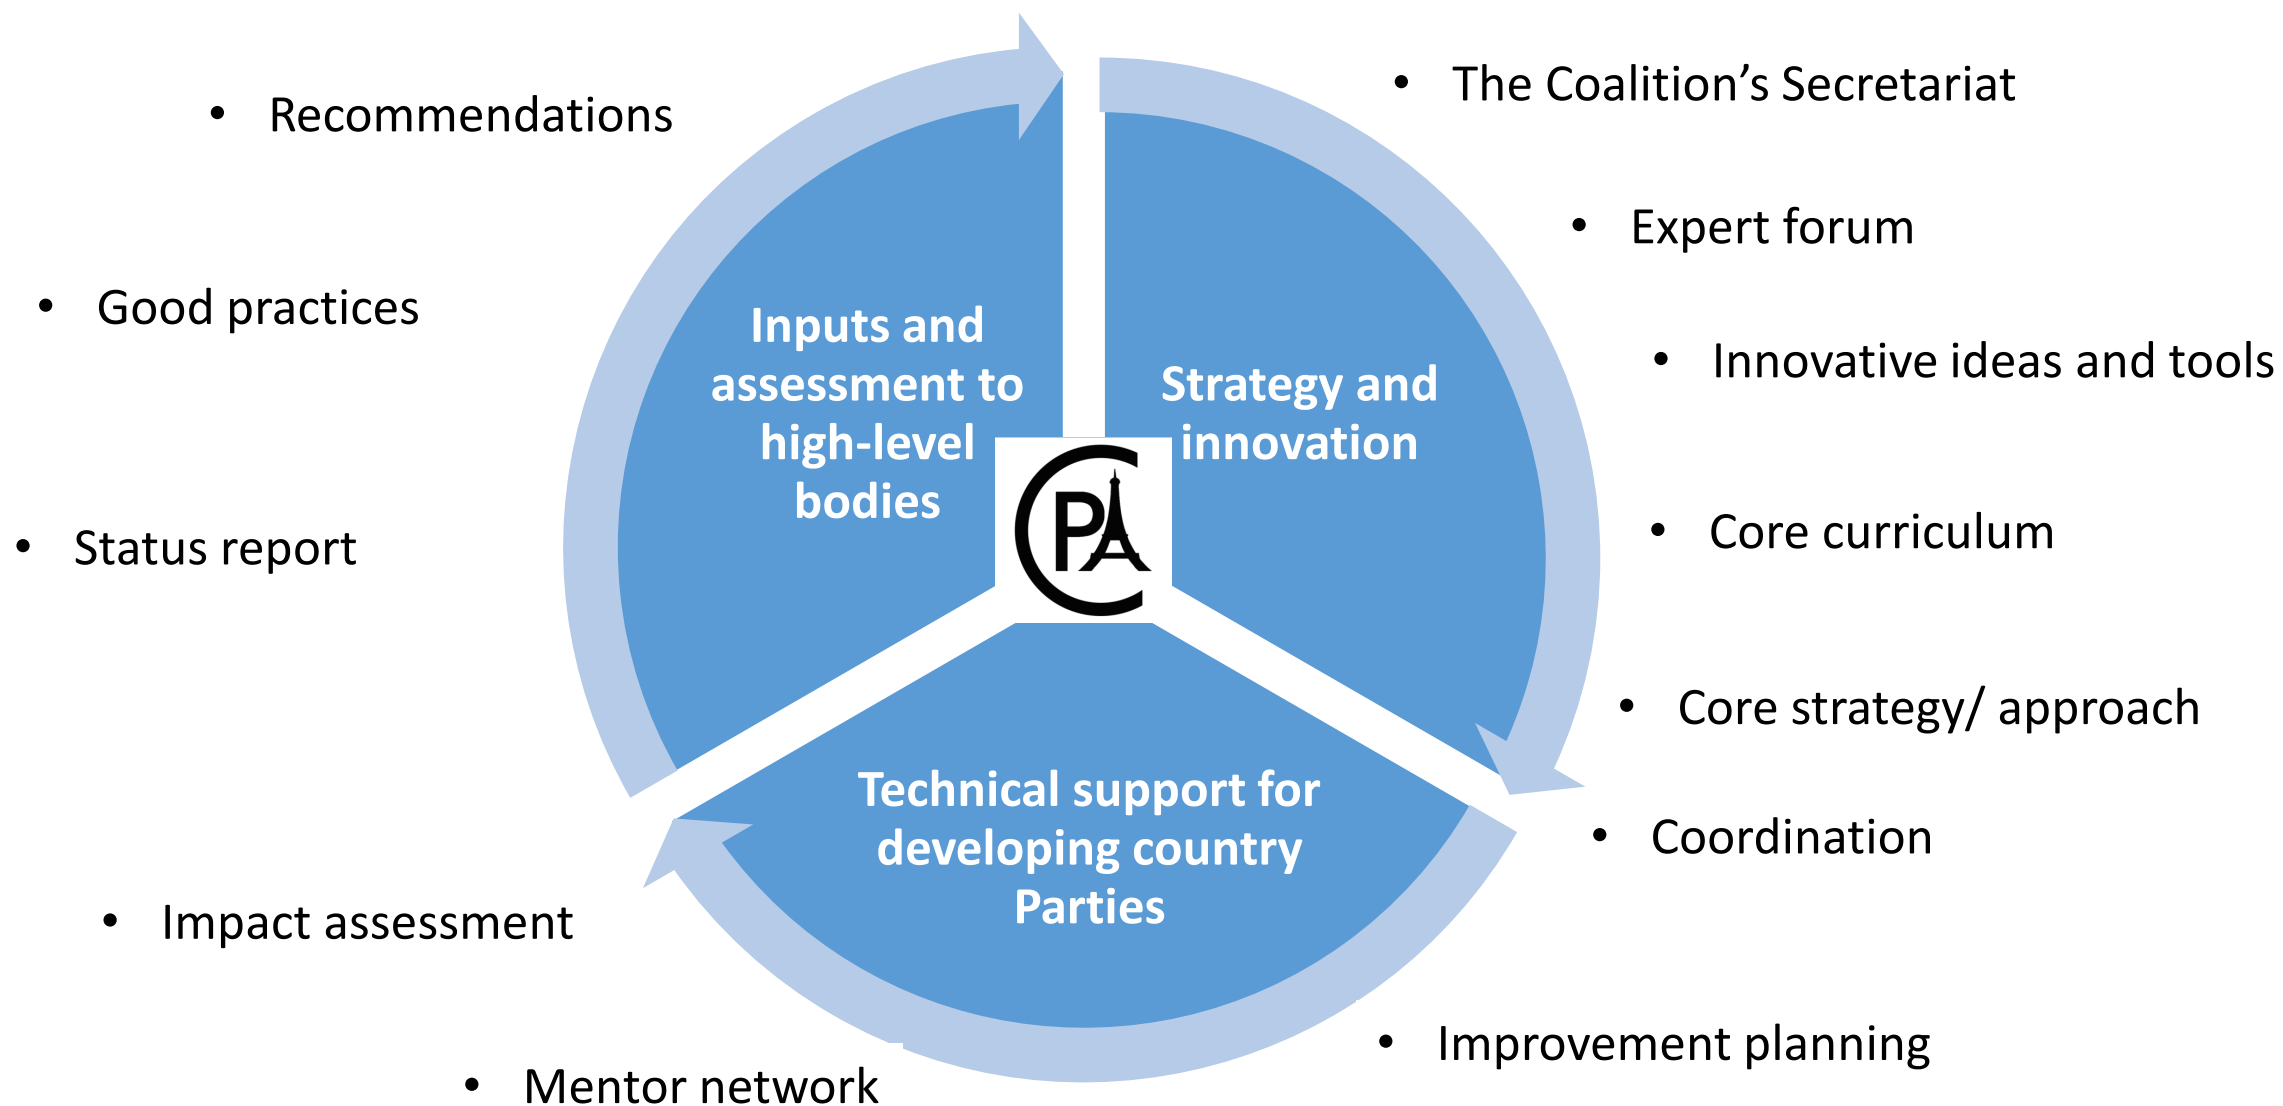 • The Coalition’s Secretariat
• Recommendations
• Expert forum
• Good practices
Inputs and
assessment to
high-level
bodies
Strategy and
innovation
• Innovative ideas and tools
CPA
• Core curriculum
• Status report
• Core strategy/ approach
Technical support for
developing country
Parties
• Coordination
• Impact assessment
• Improvement planning
• Mentor network